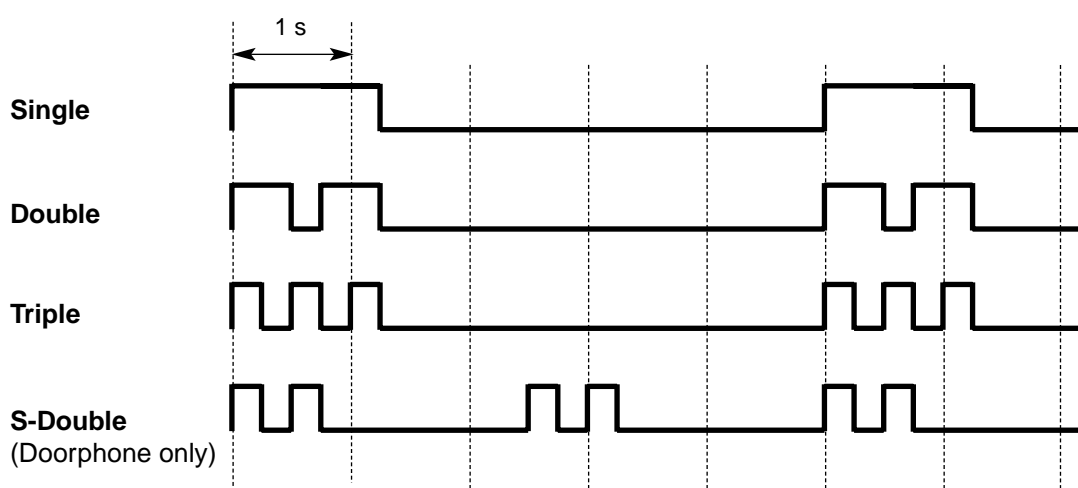 1 s
Single
Double
Triple
S-Double
(Doorphone only)